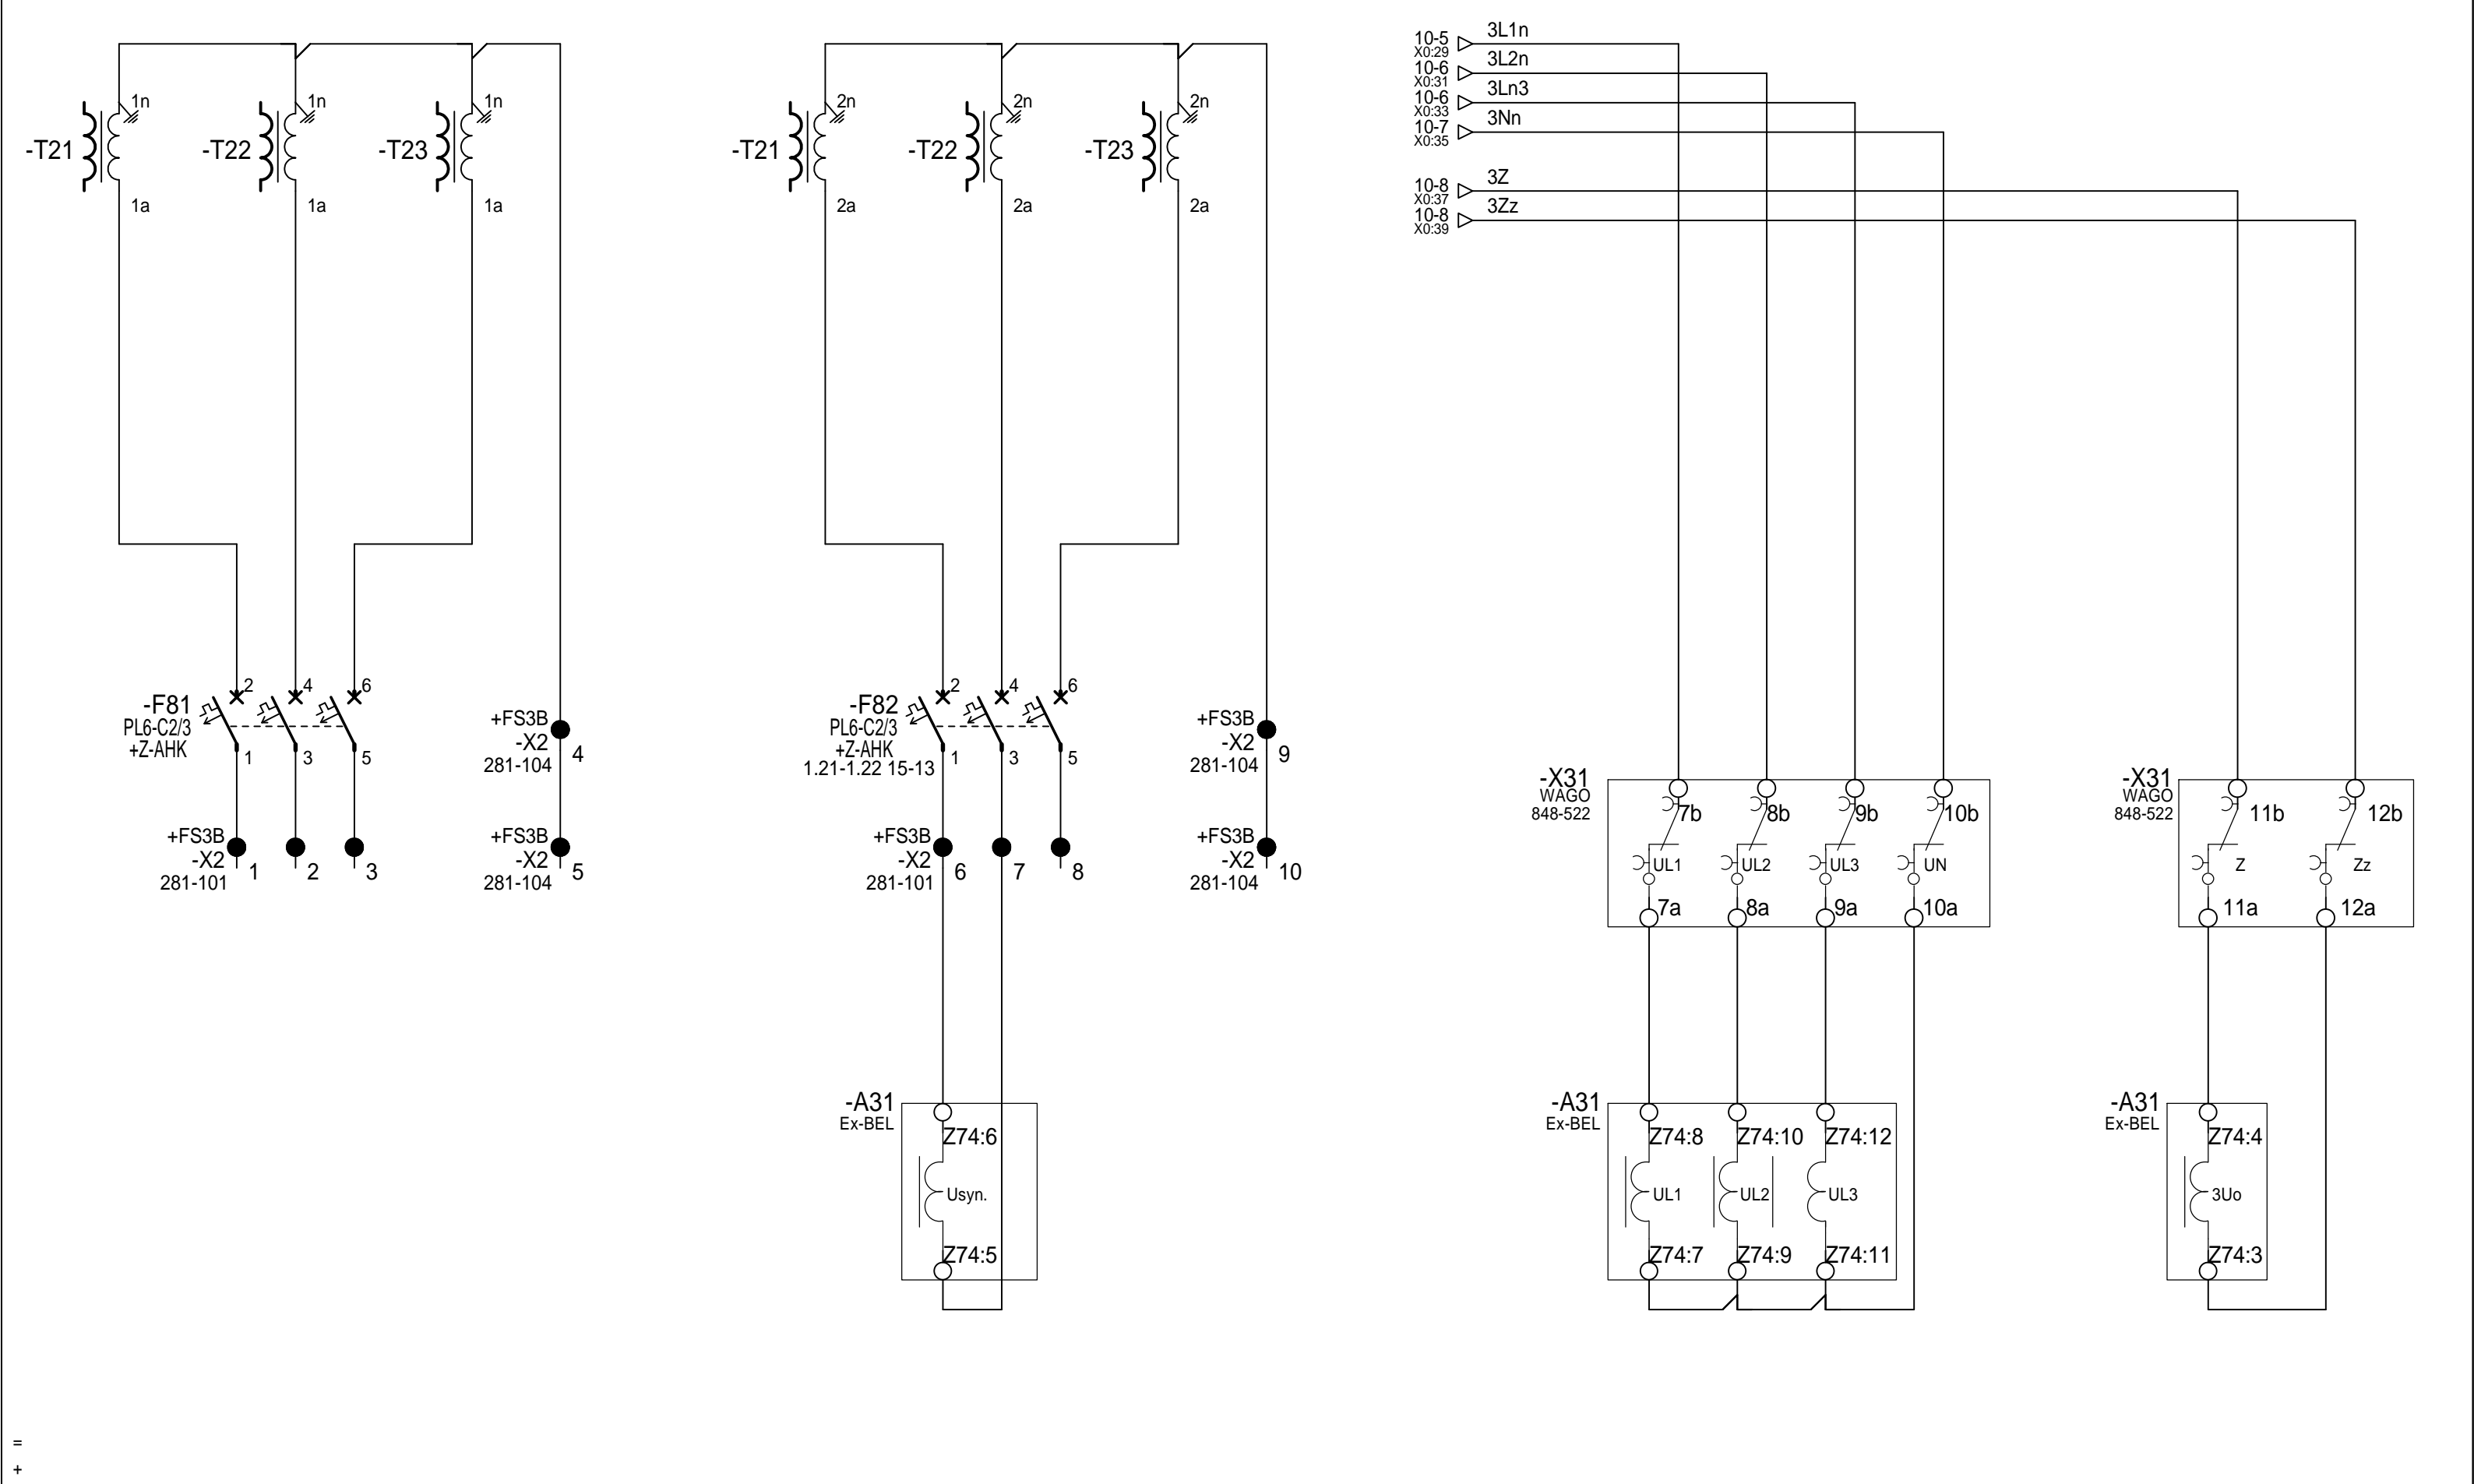 10-5
X0:29
3L1n
10-6
X0:31
3L2n
10-6
X0:33
3Ln3
10-7
X0:35
3Nn
10-8
X0:37
3Z
10-8
X0:39
3Zz
-T21
1n
1a
-T22
1n
1a
-T23
1n
1a
-T21
2n
2a
-T22
2n
2a
-T23
2n
2a
-F81
PL6-C2/3
+Z-AHK
2
4
6
1
3
5
+FS3B
-X2
281-104
4
+FS3B
-X2
281-101
1
2
3
+FS3B
-X2
281-104
5
-F82
PL6-C2/3
+Z-AHK
1.21-1.22 15-13
2
4
6
1
3
5
+FS3B
-X2
281-104
9
+FS3B
-X2
281-101
6
7
8
+FS3B
-X2
281-104
10
-X31
WAGO
848-522
7b
8b
9b
10b
UL1
UL2
UL3
UN
7a
8a
9a
10a
-X31
WAGO
848-522
11b
12b
Z
Zz
11a
12a
-A31
Ex-BEL
Z74:6
Usyn.
Z74:5
-A31
Ex-BEL
Z74:8
Z74:10
Z74:12
UL1
UL2
UL3
Z74:7
Z74:9
Z74:11
-A31
Ex-BEL
Z74:4
3Uo
Z74:3
=
+